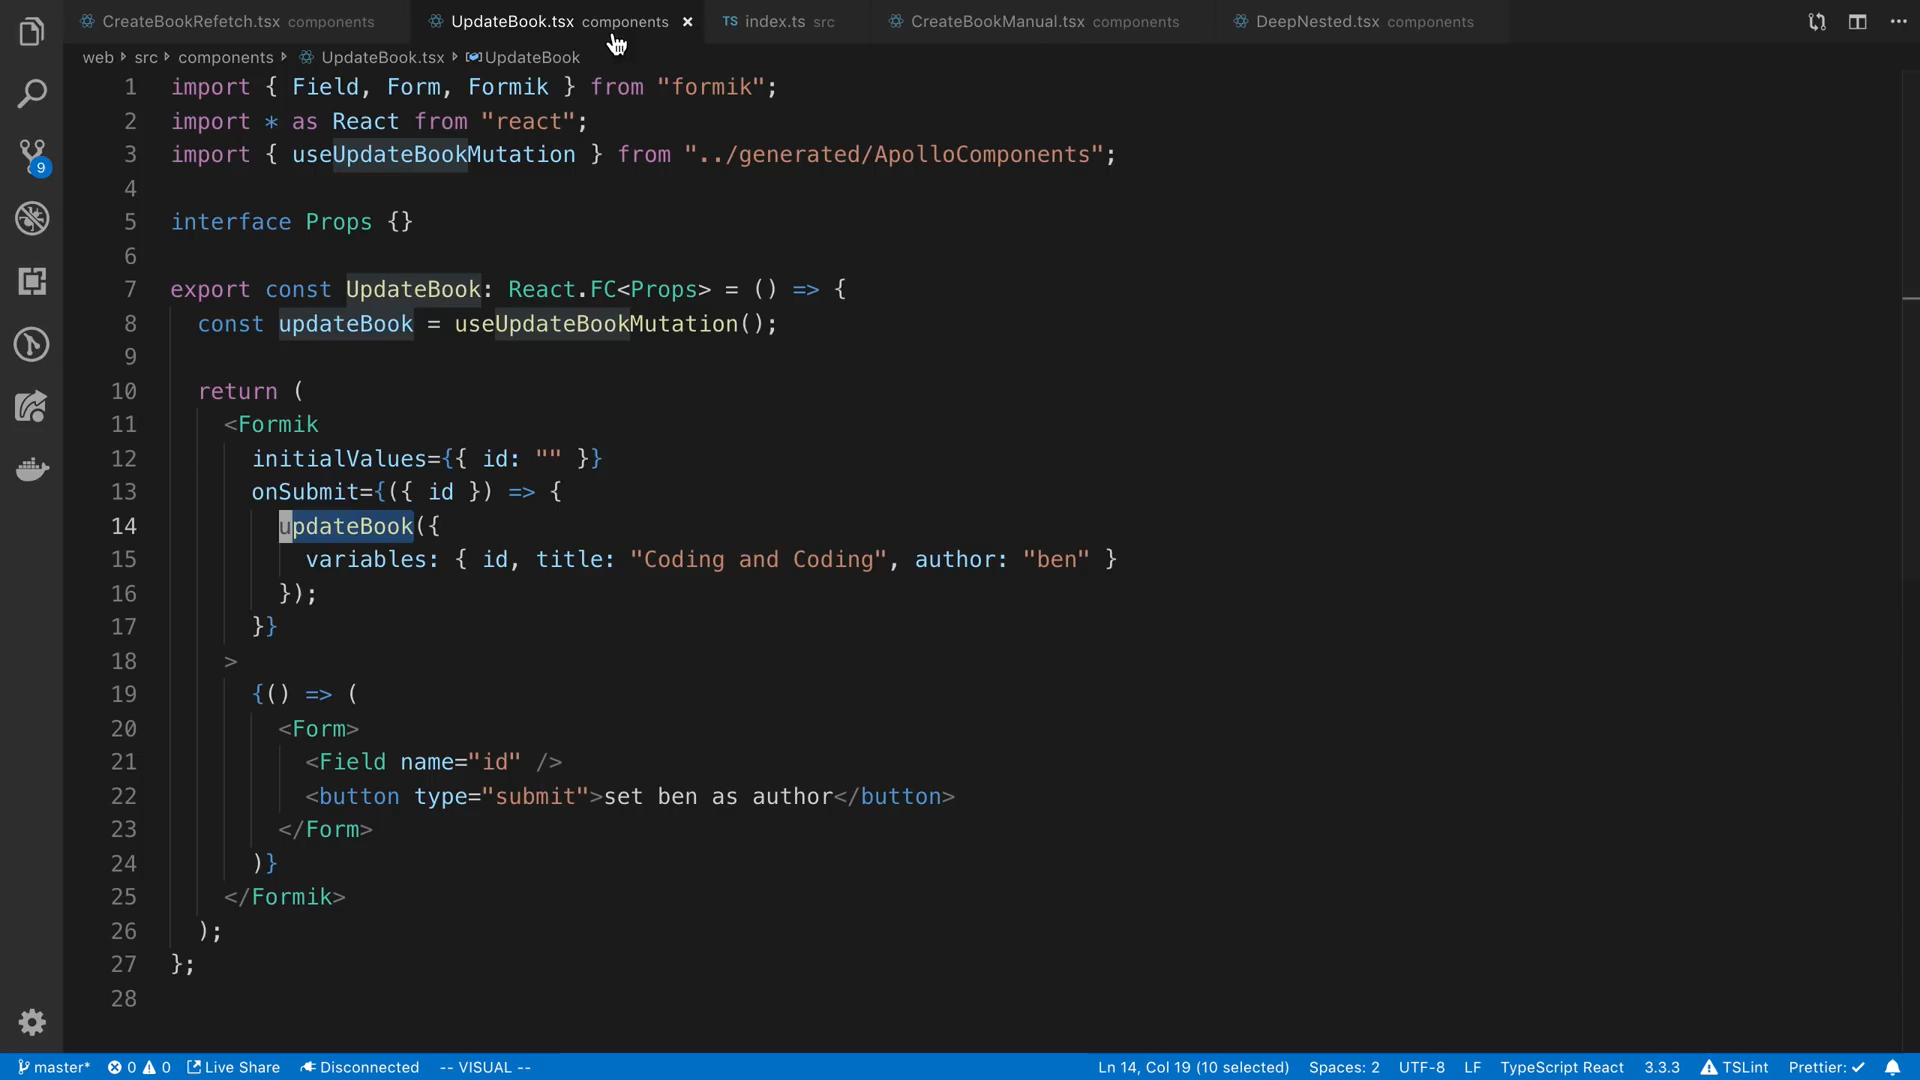 CreateBookRefetch.tsx components UpdateBook.tsx components × TS index.ts src CreateBookManual.tsx components DeepNested.tsx components
web src components UpdateBook.tsx UpdateBook
1 import { Field, Form, Formik } from "formik";
2 import * as React from "react";
3 import { useUpdateBookMutation } from "../generated/ApolloComponents";
4
5 interface Props {}
6
7 export const UpdateBook: React.FC<Props> = () => {
8 const updateBook = useUpdateBookMutation();
9
10 return (
11 <Formik
12 initialValues={{ id: "" }}
13 onSubmit={({ id }) => {
14 updateBook({
15 variables: { id, title: "Coding and Coding", author: "ben" }
16 });
17 }}
18 >
19 {() => (
20 <Form>
21 <Field name="id" />
22 <button type="submit">set ben as author</button>
23 </Form>
24 )}
25 </Formik>
26 );
27 };
28
9
master* 0 0 Live Share Disconnected -- VISUAL -- Ln 14, Col 19 (10 selected) Spaces: 2 UTF-8 LF TypeScript React 3.3.3 TSLint Prettier: ✓